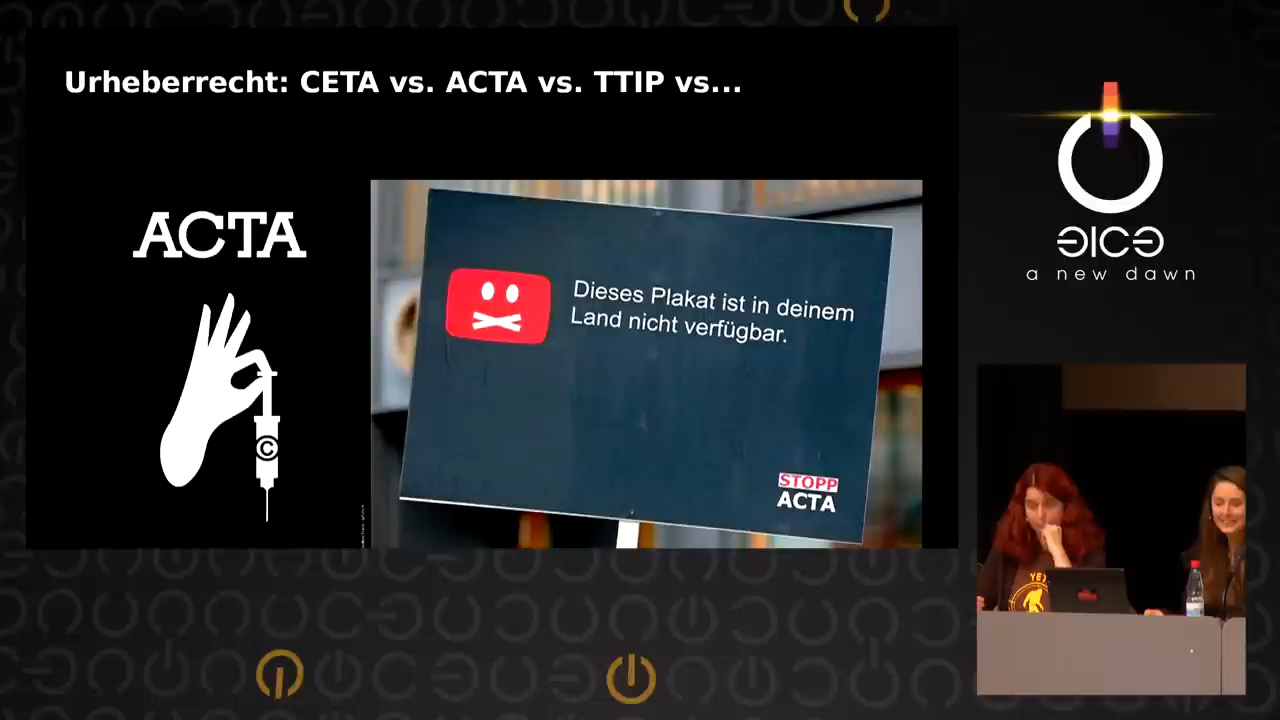 Urheberrecht: CETA vs. ACTA vs. TTIP vs...
ACTA
©
Dieses Plakat ist in deinem
Land nicht verfügbar.
STOPP
ACTA
a new dawn